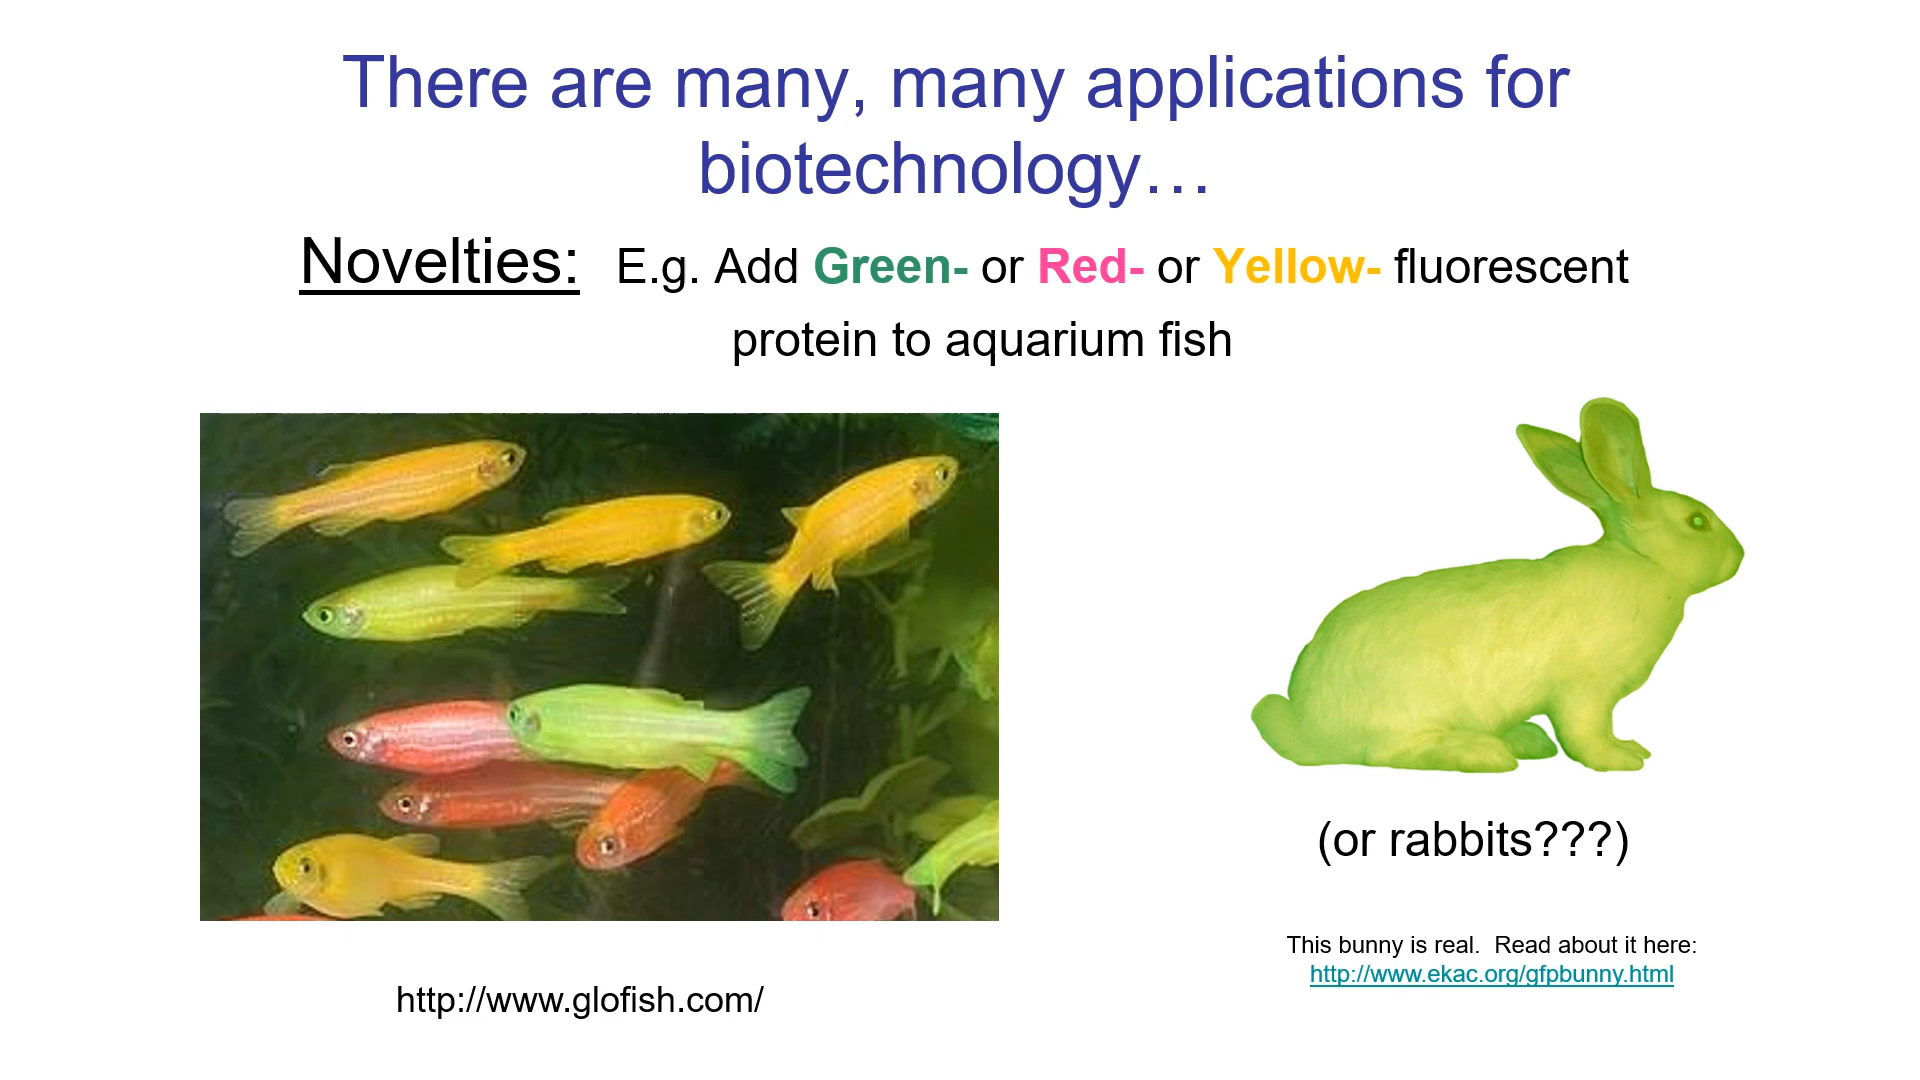 There are many, many applications for
biotechnology…
Novelties: E.g. Add Green- or Red- or Yellow- fluorescent
protein to aquarium fish
(or rabbits???)
This bunny is real. Read about it here:
http://www.ekac.org/gfpbunny.html
http://www.glofish.com/